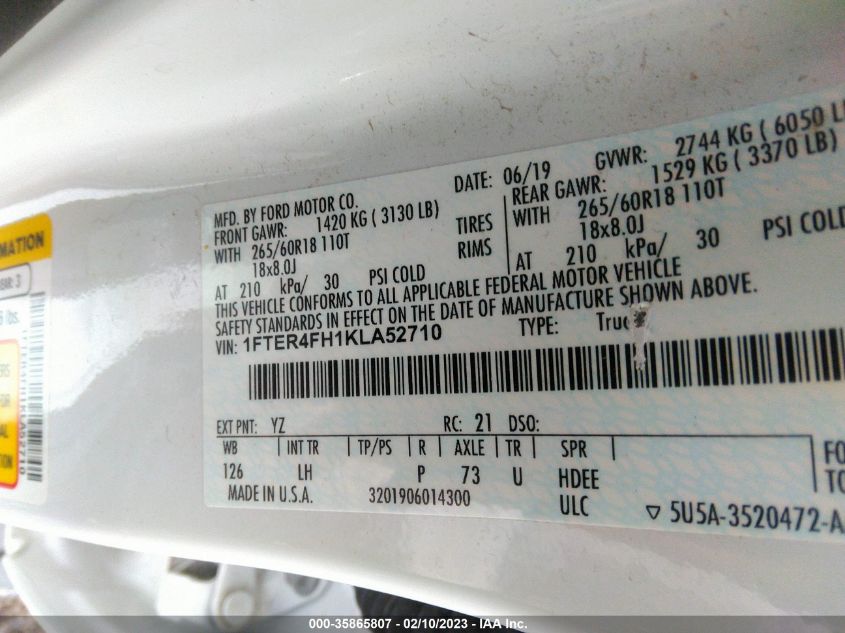 MFD. BY FORD MOTOR CO.
DATE: 06/19
GVWR: 2744 KG ( 6050
FRONT GAWR: 1420 KG ( 3130 LB)
REAR GAWR: 1529 KG ( 3370 LB)
WITH 265/60R18 110T TIRES
WITH 265/60R18 110T
18x8.0J RIMS
18x8.0J
AT 210 kPa/ 30 PSI COLD
AT 210 kPa/ 30 PSI COLD
THIS VEHICLE CONFORMS TO ALL APPLICABLE FEDERAL MOTOR VEHICLE
SAFETY STANDARDS IN EFFECT ON THE DATE OF MANUFACTURE SHOWN ABOVE.
VIN: 1FTER4FH1KLA52710
TYPE:
EXT PNT: YZ RC: 21 DSO:
WB INT TR TP/PS R AXLE TR SPR
126 LH P 73 U HDEE
MADE IN U.S.A. 3201906014300 ULC
5U5A-3520472-A
lbs.
000-35865807 - 02/10/2023 - IAA Inc.